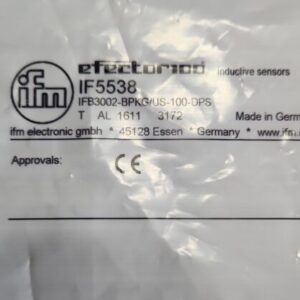 efector100 inductive sensors
ifm
IF5538
IFB3002-BPKG/US-100-DPS
T AL 1611 3172 Made in Germ
ifm electronic gmbh * 45128 Essen * Germany * www.ifm.
Approvals: CE